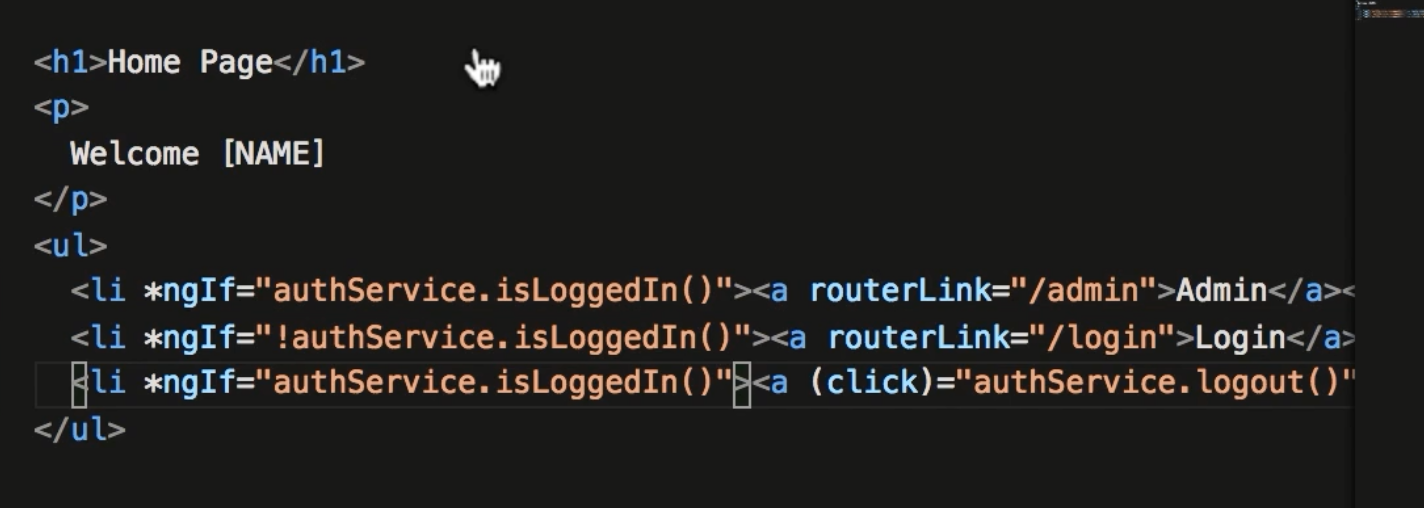 <h1>Home Page</h1>
<p>
Welcome [NAME]
</p>
<ul>
<li *ngIf="authService.isLoggedIn()"><a routerLink="/admin">Admin</a><
<li *ngIf="!authService.isLoggedIn()"><a routerLink="/login">Login</a>
<li *ngIf="authService.isLoggedIn()"><a (click)="authService.logout()"
</ul>